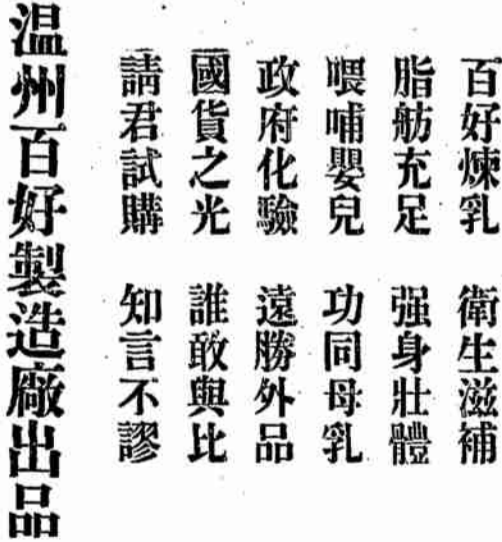 百好煉乳　衛生滋補
脂舫充足　强身壯體
喂哺嬰兒　功同母乳
政府化驗　遠勝外品
國貨之光　誰敢與比
請君試購　知言不謬
温州百好製造廠出品